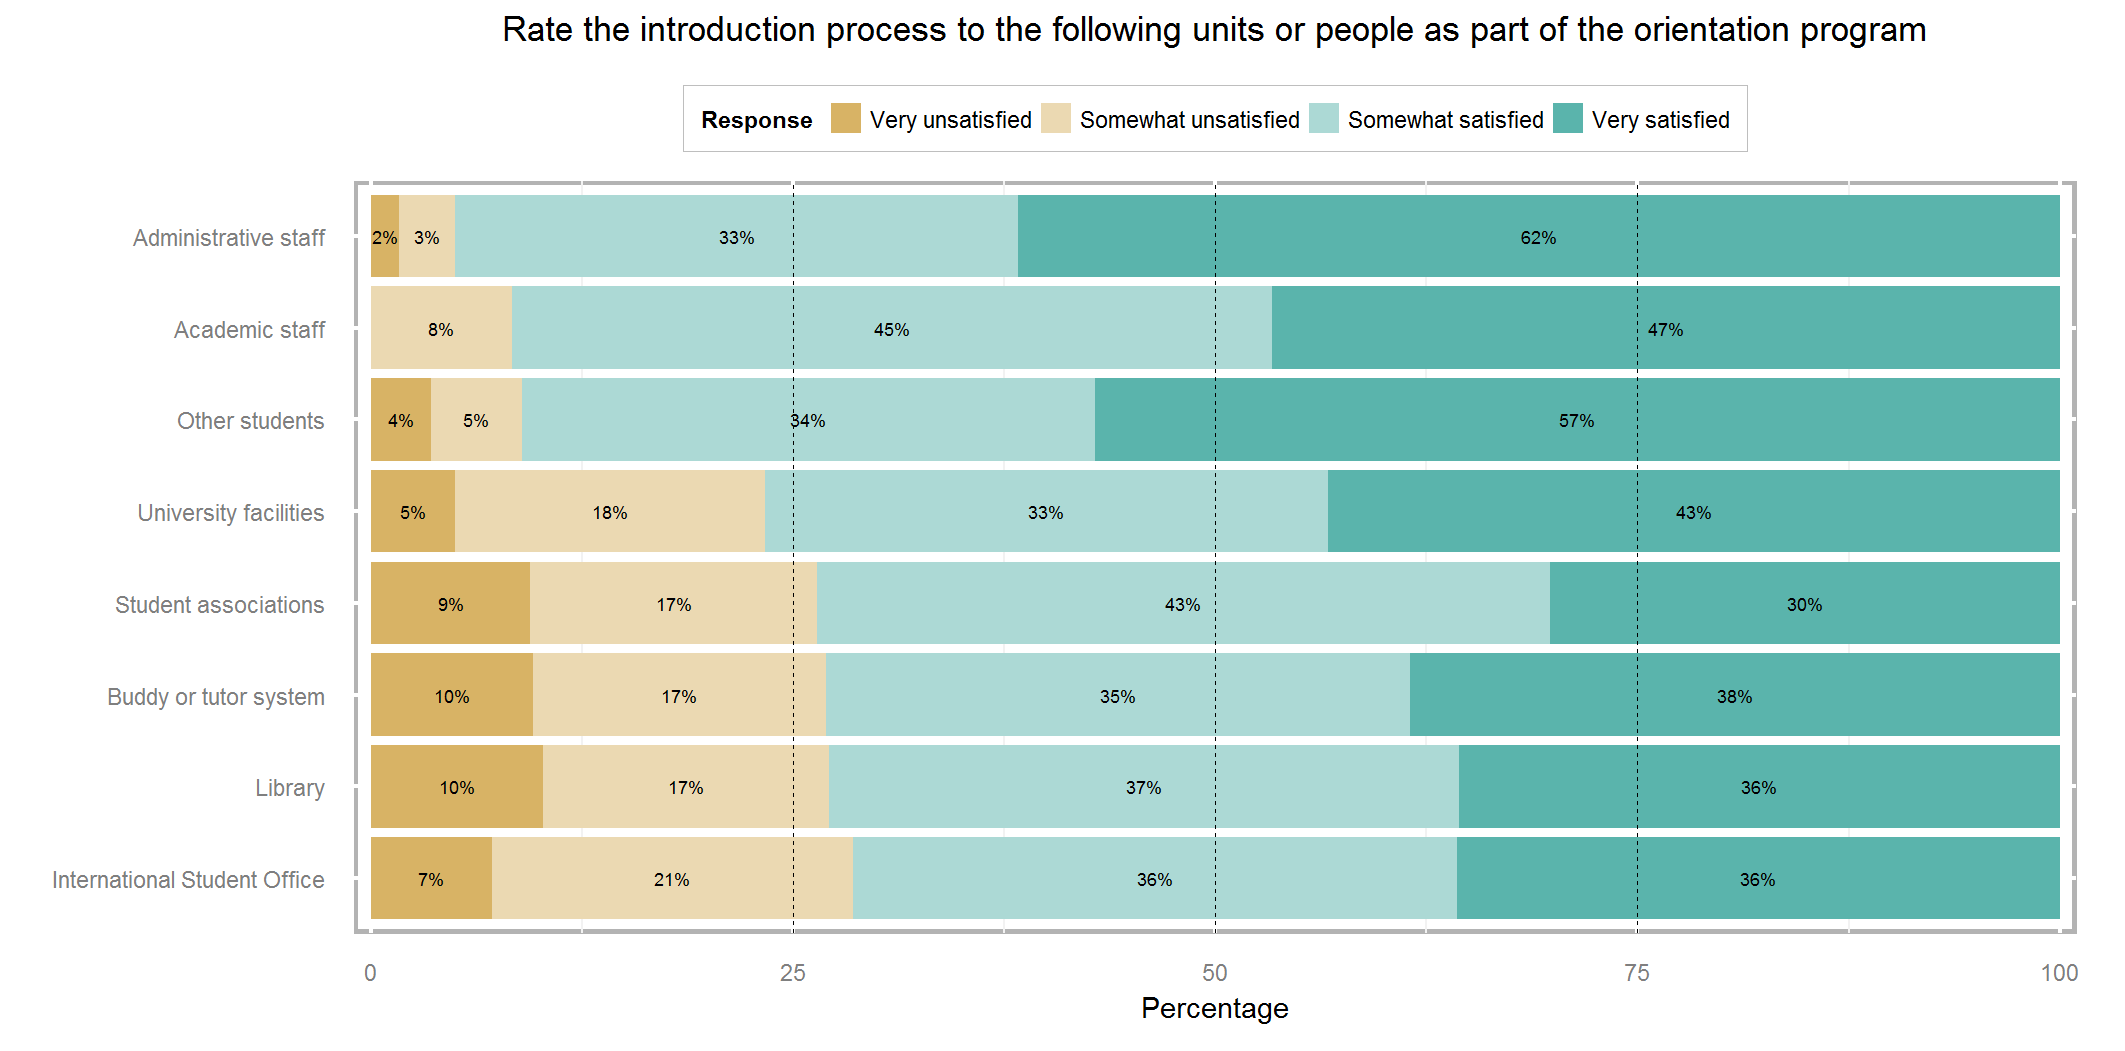 Rate the introduction process to the following units or people as part of the orientation program
Response Very unsatisfied Somewhat unsatisfied Somewhat satisfied Very satisfied
Administrative staff 2% 3% 33% 62%
Academic staff 8% 45% 47%
Other students 4% 5% 34% 57%
University facilities 5% 18% 33% 43%
Student associations 9% 17% 43% 30%
Buddy or tutor system 10% 17% 35% 38%
Library 10% 17% 37% 36%
International Student Office 7% 21% 36% 36%
0 25 50 75 100
Percentage